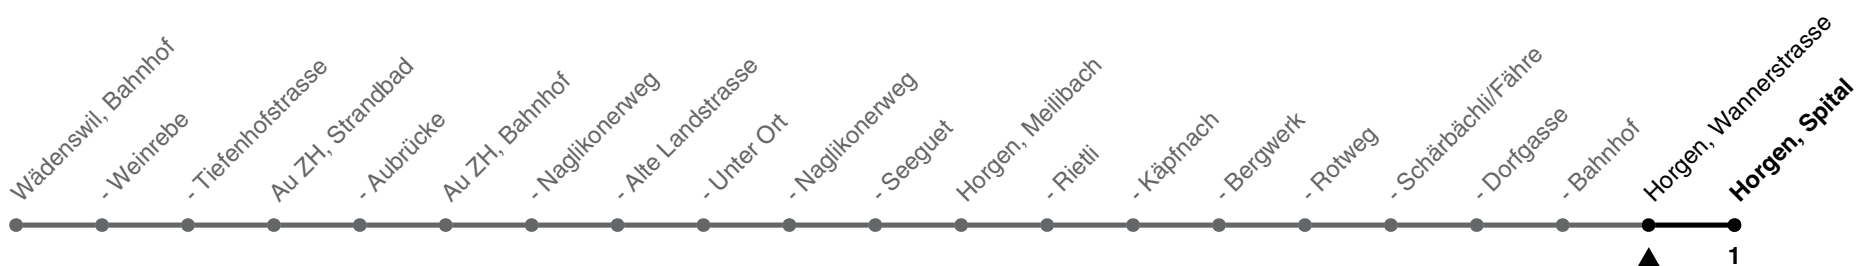 Wädenswil, Bahnhof
- Weinrebe
- Tiefenhofstrasse
Au ZH, Strandbad
- Aubrücke
Au ZH, Bahnhof
- Naglikonerweg
- Alte Landstrasse
- Unter Ort
- Naglikonerweg
- Seeguet
Horgen, Meilibach
- Rietli
- Käpfnach
- Bergwerk
- Rotweg
- Schärbächli/Fähre
- Dorfgasse
- Bahnhof
Horgen, Wannerstrasse
Horgen, Spital
1